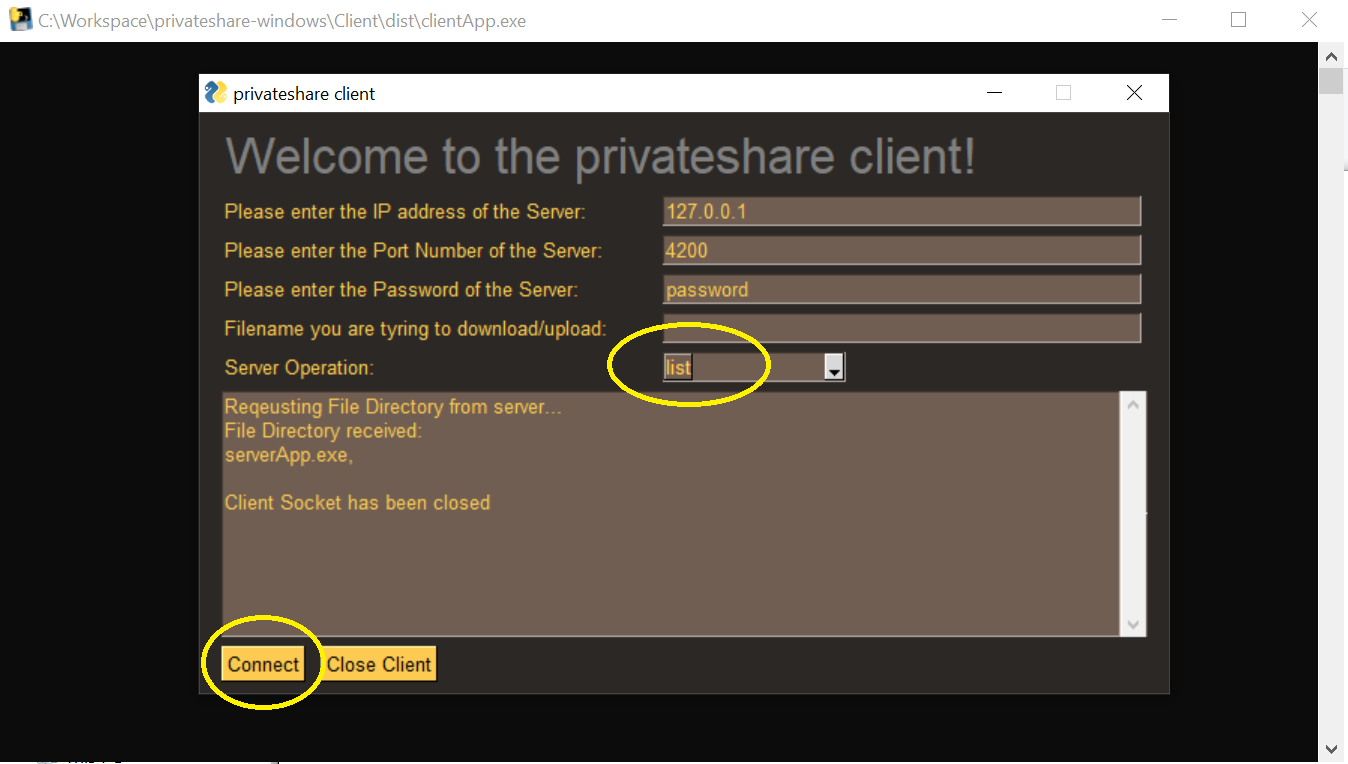 C:\Workspace\privateshare-windows\Client\dist\clientApp.exe
privateshare client
Welcome to the privateshare client!
Please enter the IP address of the Server: 127.0.0.1
Please enter the Port Number of the Server: 4200
Please enter the Password of the Server: password
Filename you are tyring to download/upload:
Server Operation: list
Reqeusting File Directory from server...
File Directory received:
serverApp.exe,
Client Socket has been closed
Connect Close Client